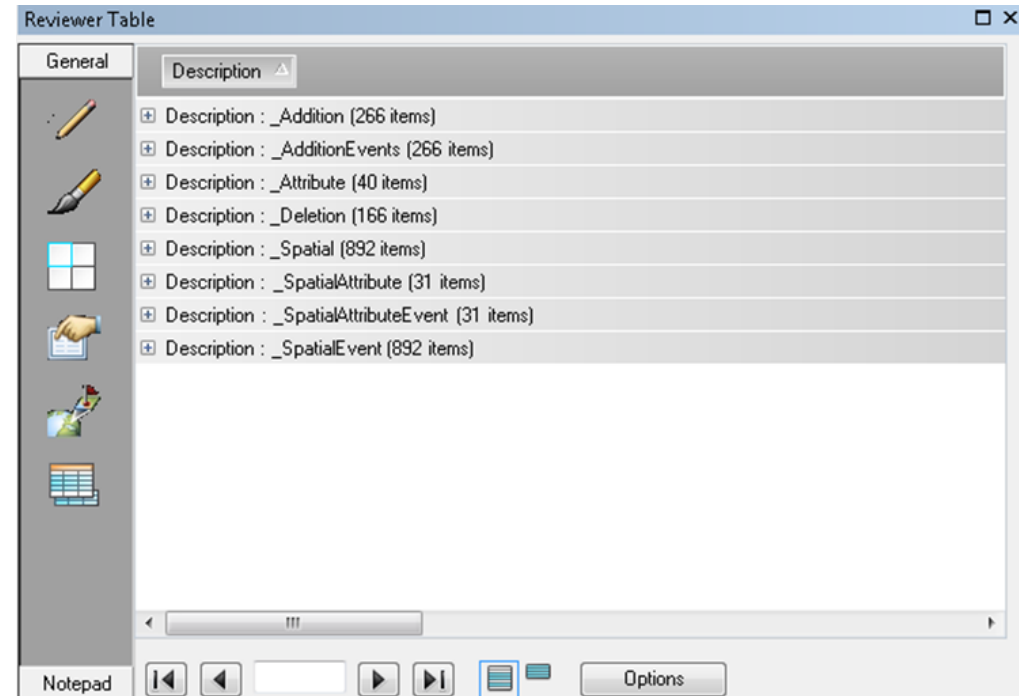 Reviewer Table
General
Description
Description : _Addition (266 items)
Description : _AdditionEvents (266 items)
Description : _Attribute (40 items)
Description : _Deletion (166 items)
Description : _Spatial (892 items)
Description : _SpatialAttribute (31 items)
Description : _SpatialAttributeEvent (31 items)
Description : _SpatialEvent (892 items)
Notepad
Options